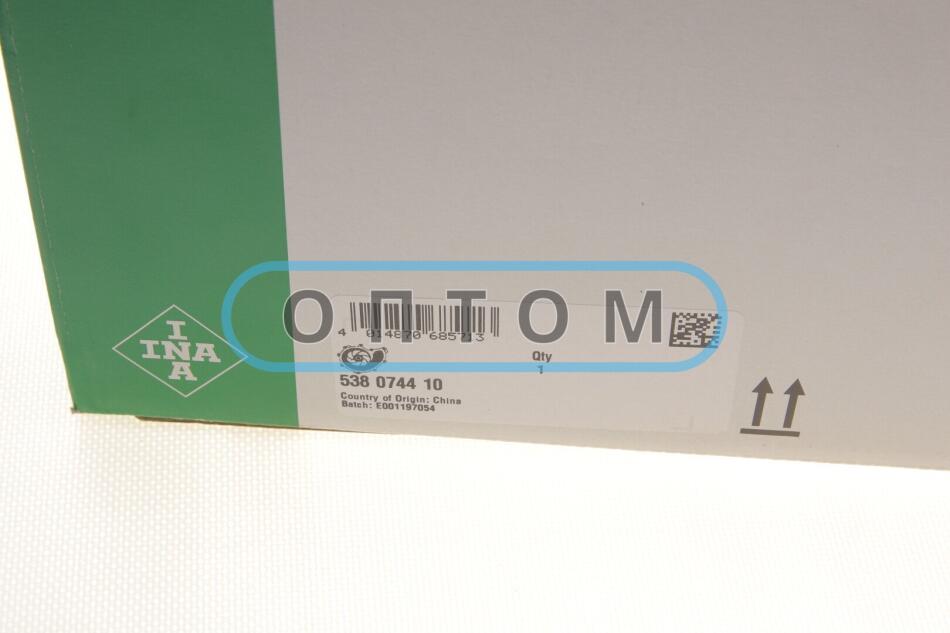 I
INA
A
ОПТОМ
4 014870 685713
Qty
1
538 0744 10
Country of Origin: China
Batch: E001197054